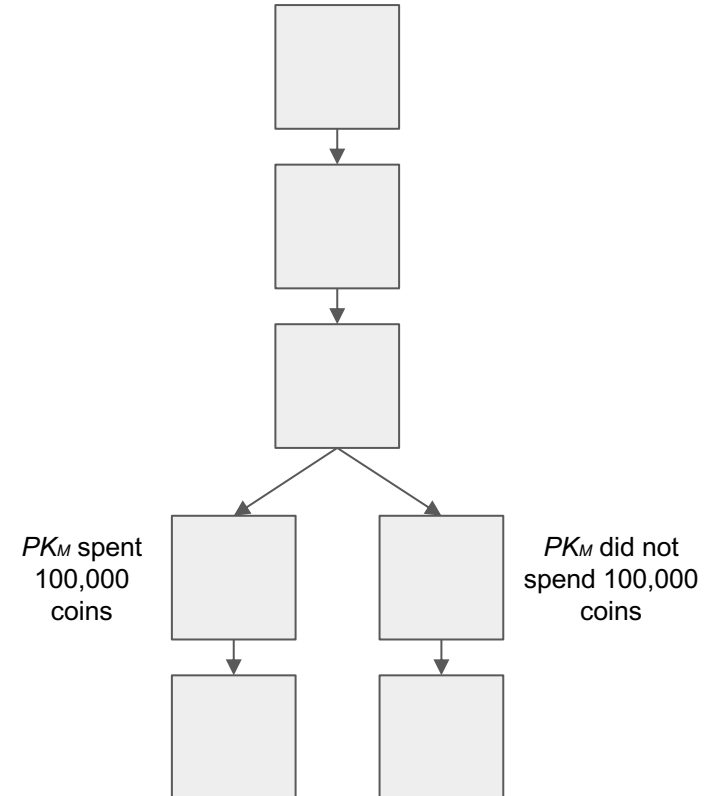 PKM spent
100,000
coins
PKM did not
spend 100,000
coins